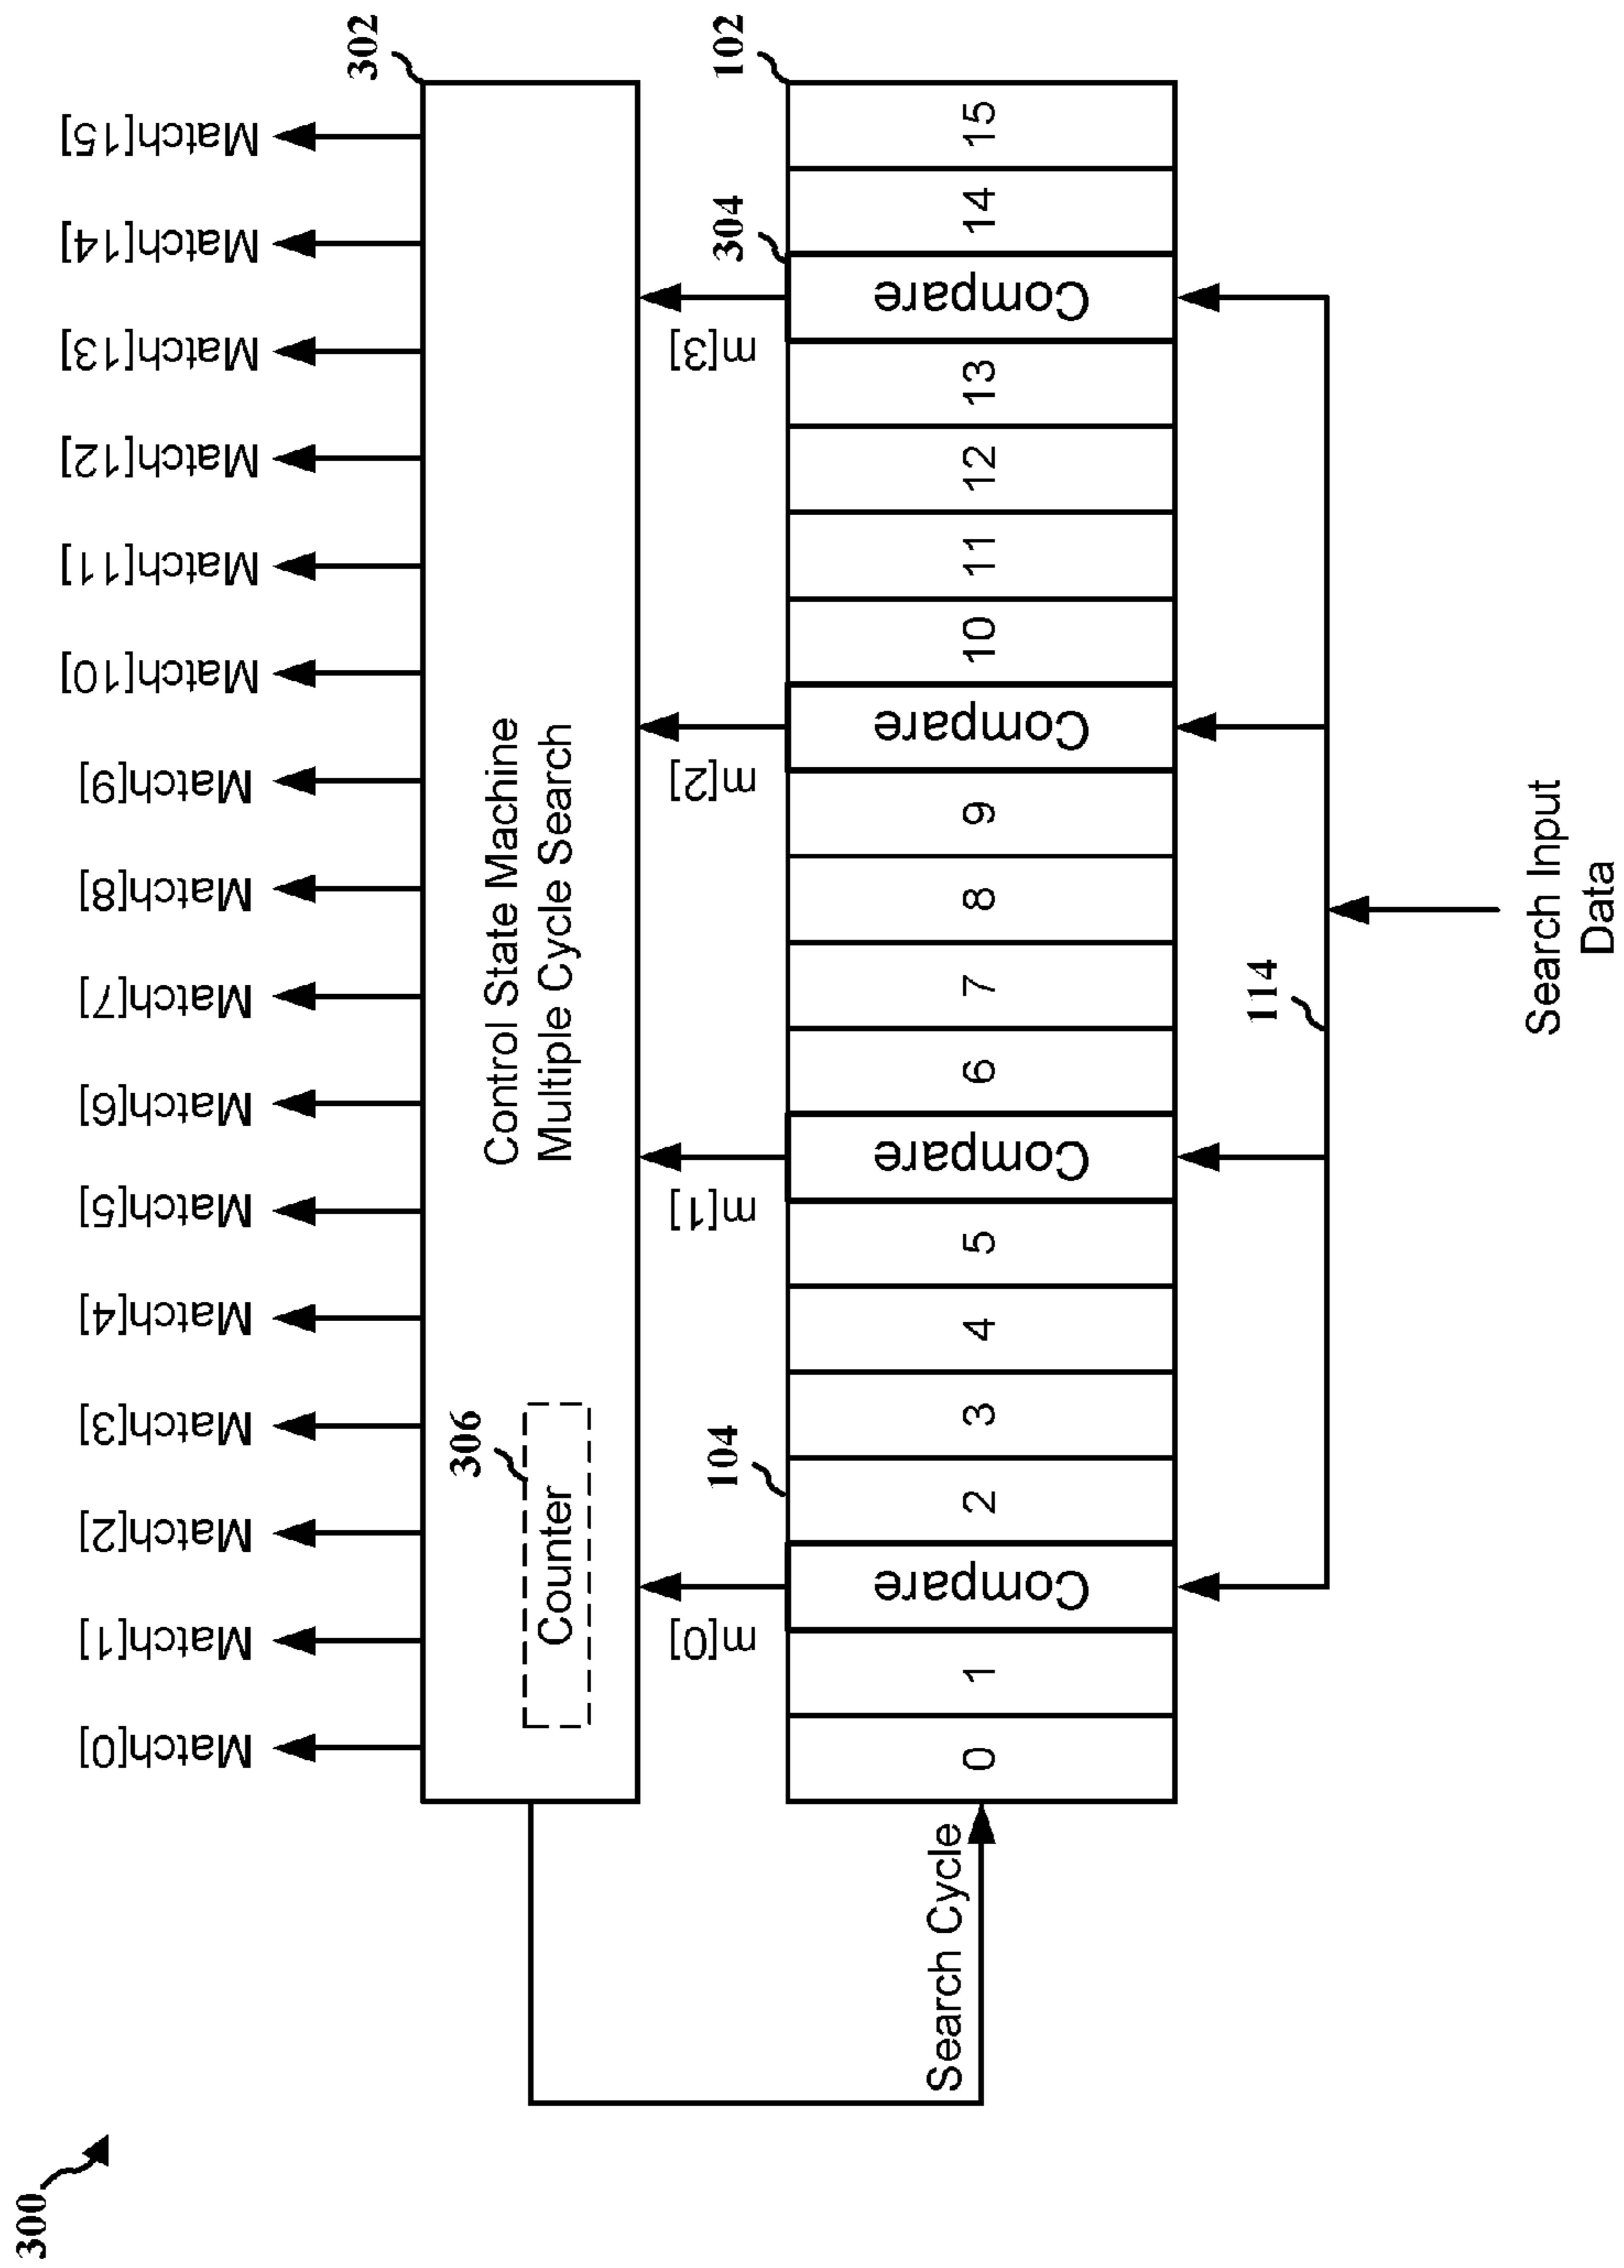 300
Match[0]
Match[1]
Match[2]
Match[3]
Match[4]
Match[5]
Match[6]
Match[7]
Match[8]
Match[9]
Match[10]
Match[11]
Match[12]
Match[13]
Match[14]
Match[15]
302
Control State Machine
Multiple Cycle Search
306
Counter
m[0]
m[1]
m[2]
m[3]
104
304
102
Search Cycle
0
1
Compare
2
3
4
5
Compare
6
7
8
9
Compare
10
11
12
13
Compare
14
15
114
Search Input
Data